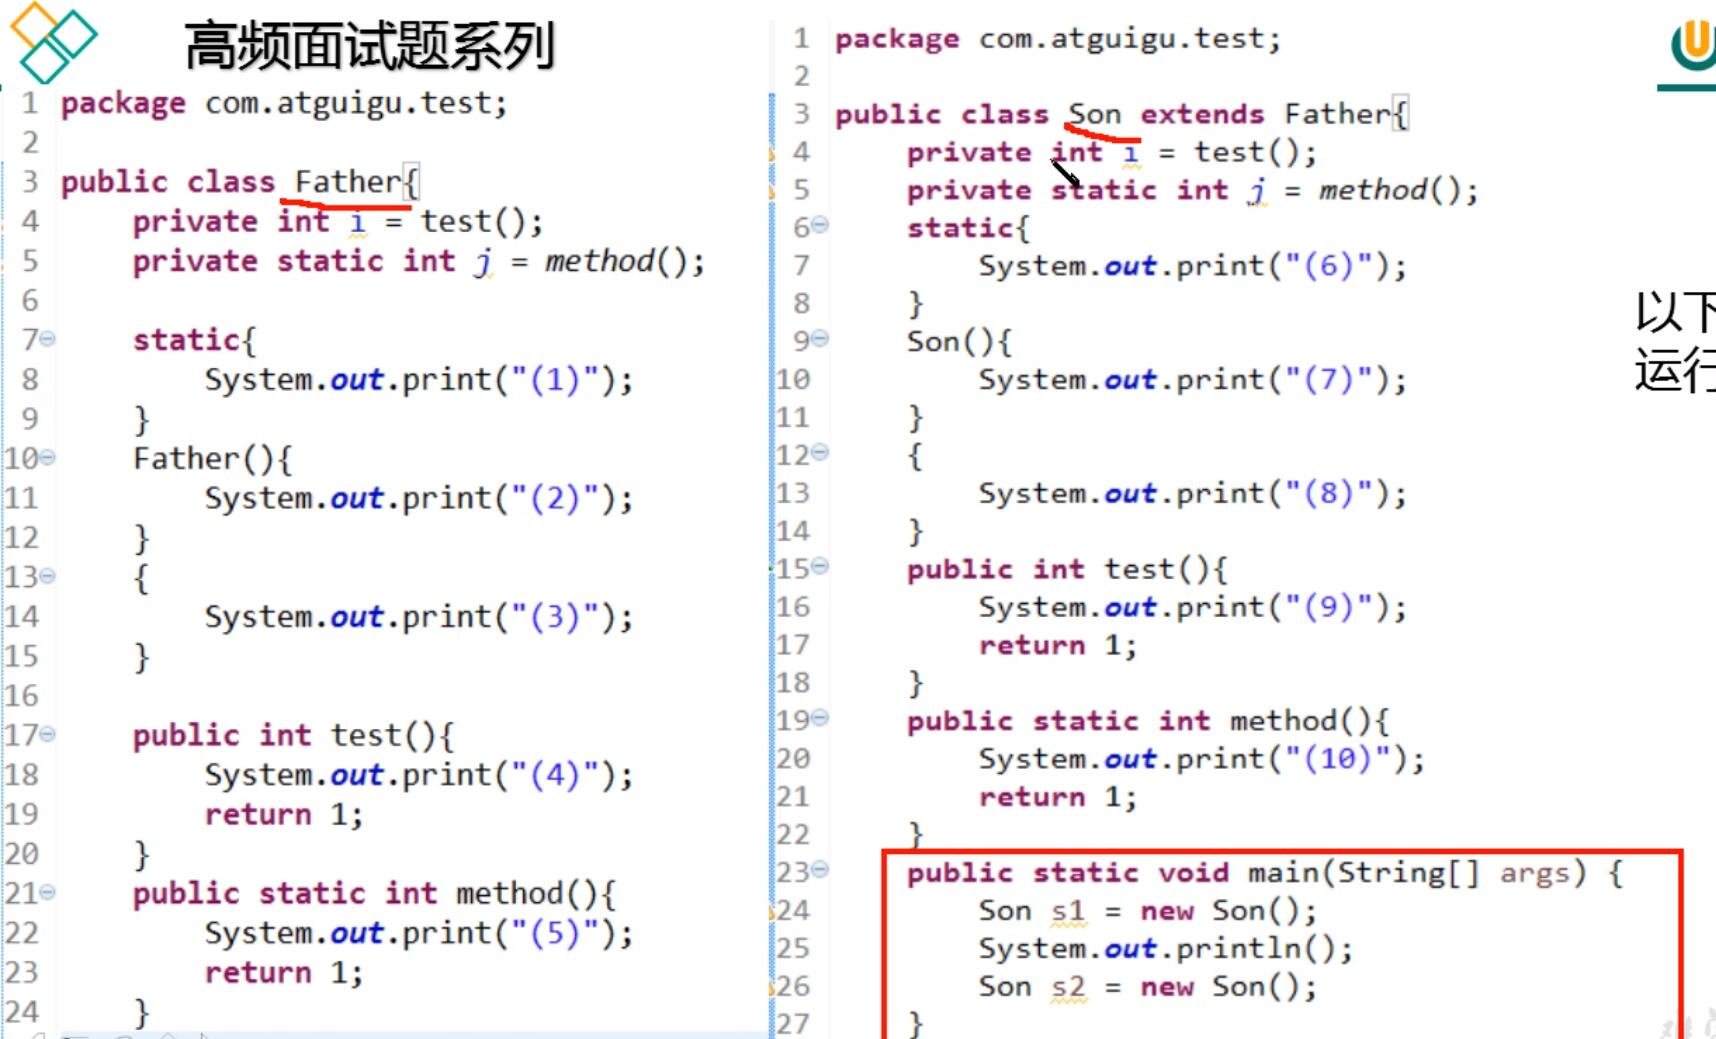 高频面试题系列
1 package com.atguigu.test;
2
3 public class Father{
4 private int i = test();
5 private static int j = method();
6
7 static{
8 System.out.print("(1)");
9 }
10 Father(){
11 System.out.print("(2)");
12 }
13 {
14 System.out.print("(3)");
15 }
16
17 public int test(){
18 System.out.print("(4)");
19 return 1;
20 }
21 public static int method(){
22 System.out.print("(5)");
23 return 1;
24 }
1 package com.atguigu.test;
2
3 public class Son extends Father{
4 private int i = test();
5 private static int j = method();
6 static{
7 System.out.print("(6)");
8 }
9 Son(){
10 System.out.print("(7)");
11 }
12 {
13 System.out.print("(8)");
14 }
15 public int test(){
16 System.out.print("(9)");
17 return 1;
18 }
19 public static int method(){
20 System.out.print("(10)");
21 return 1;
22 }
23 public static void main(String[] args) {
24 Son s1 = new Son();
25 System.out.println();
26 Son s2 = new Son();
27 }
以下
运行